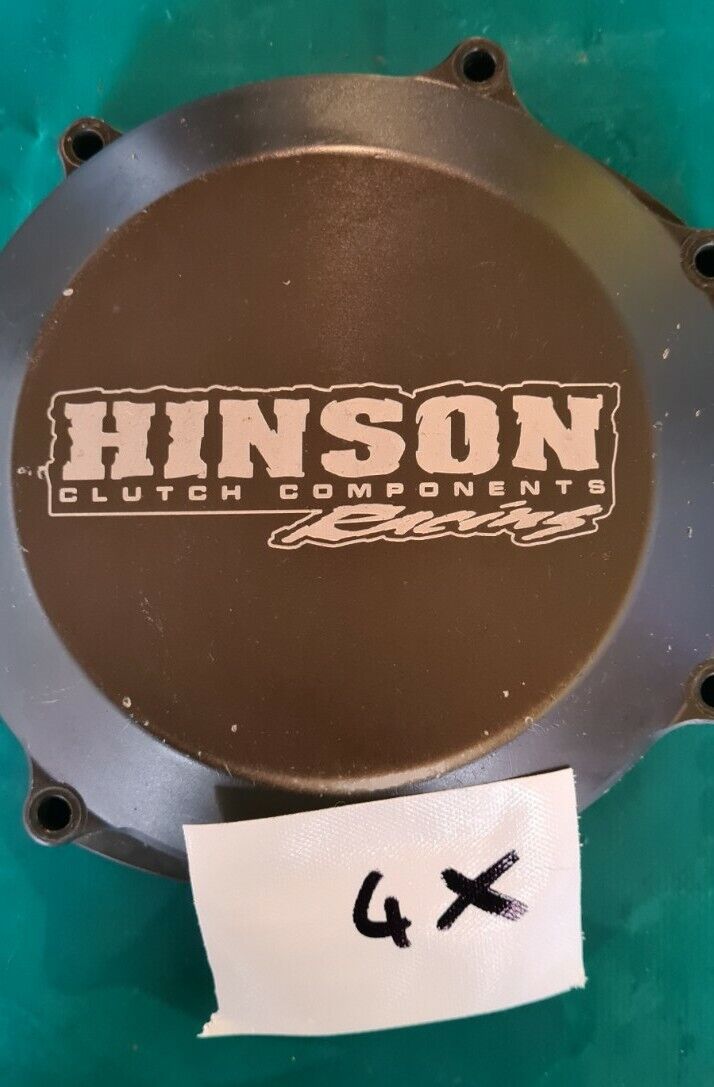 HINSON
CLUTCH COMPONENTS
Racing
4X